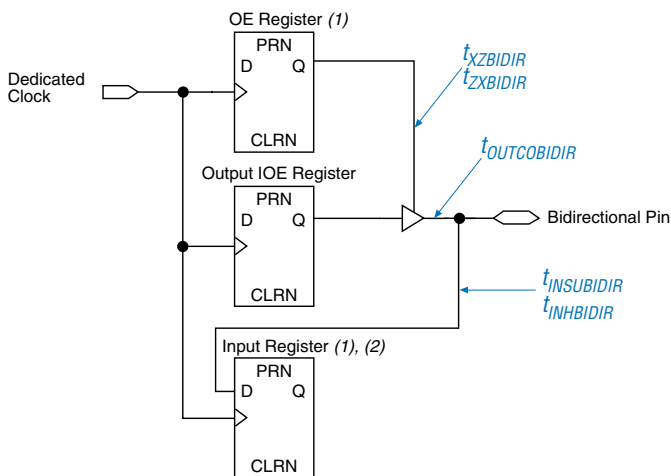 OE Register (1)
PRN
D Q
CLRN
Dedicated
Clock
tXZBIDIR
tZXBIDIR
tOUTCOBIDIR
Output IOE Register
PRN
D Q
CLRN
Bidirectional Pin
tINSUBIDIR
tINHBIDIR
Input Register (1), (2)
PRN
D Q
CLRN